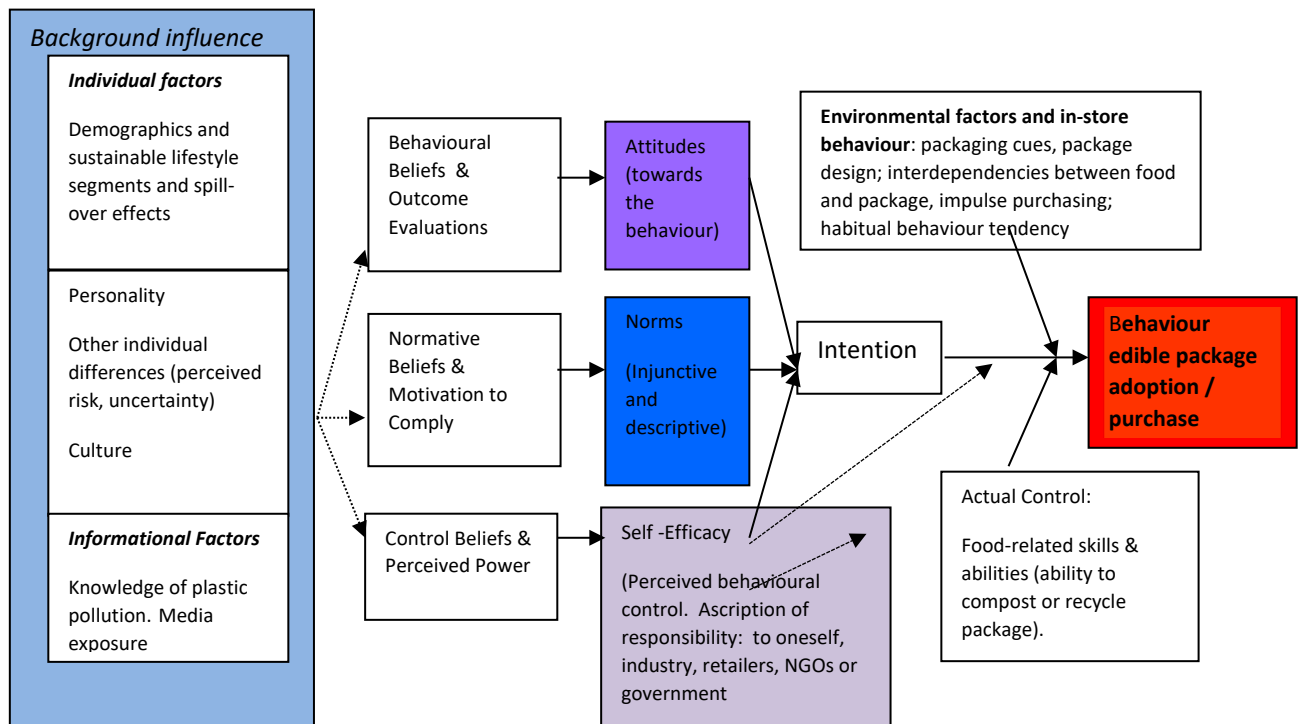 Background influence
Individual factors
Demographics and
sustainable lifestyle
segments and spill-
over effects
Personality
Other individual
differences (perceived
risk, uncertainty)
Culture
Informational Factors
Knowledge of plastic
pollution. Media
exposure
Behavioural
Beliefs &
Outcome
Evaluations
Normative
Beliefs &
Motivation to
Comply
Control Beliefs &
Perceived Power
Attitudes
(towards
the
behaviour)
Norms
(Injunctive
and
descriptive)
Self -Efficacy
(Perceived behavioural
control. Ascription of
responsibility: to oneself,
industry, retailers, NGOs or
government
Intention
Environmental factors and in-store
behaviour: packaging cues, package
design; interdependencies between food
and package, impulse purchasing;
habitual behaviour tendency
Behaviour
edible package
adoption /
purchase
Actual Control:
Food-related skills &
abilities (ability to
compost or recycle
package).